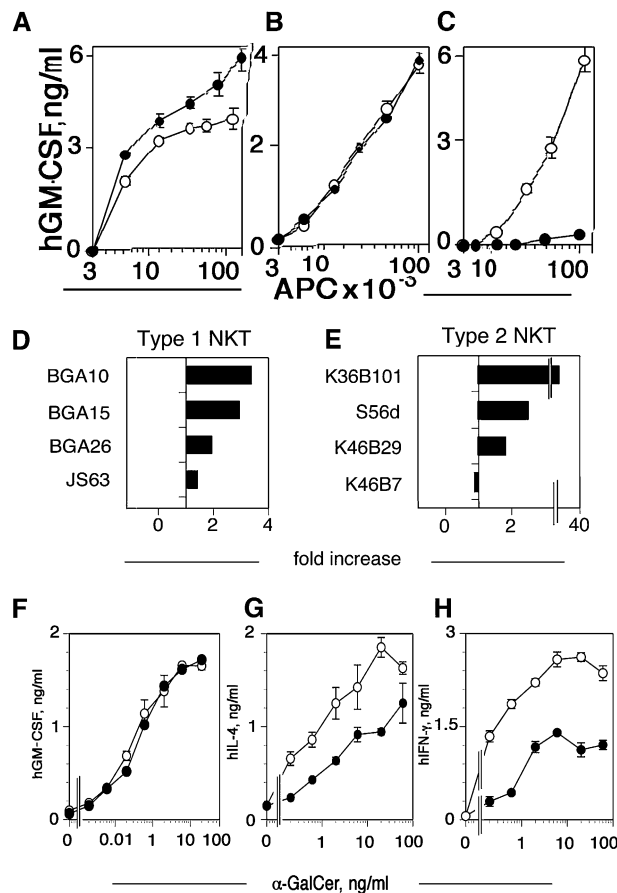 A B C
hGM-CSF, ng/ml
6
3
0
3 10 100
4
2
0
3 10 100
6
3
0
3 10 100
APC x 10⁻³
D
Type 1 NKT
BGA10
BGA15
BGA26
JS63
0 2 4
E
Type 2 NKT
K36B101
S56d
K46B29
K46B7
0 2 40
fold increase
F
hGM-CSF, ng/ml
2
1
0
0 0.01 1 100
G
hIL-4, ng/ml
2
1
0
0 1 10 100
H
hIFN-γ, ng/ml
3
1.5
0
0 1 10 100
α-GalCer, ng/ml